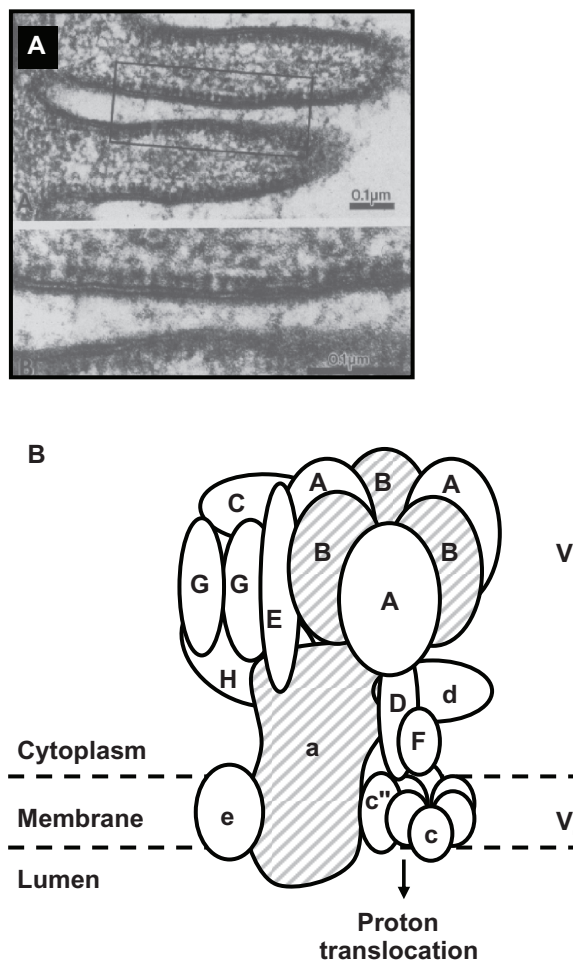 A
A
0.1µm
B
0.1µm
B
A B A
C
B B
V
G G A
E
H D d
a F
Cytoplasm
c"
Membrane e c V
Lumen
Proton
translocation